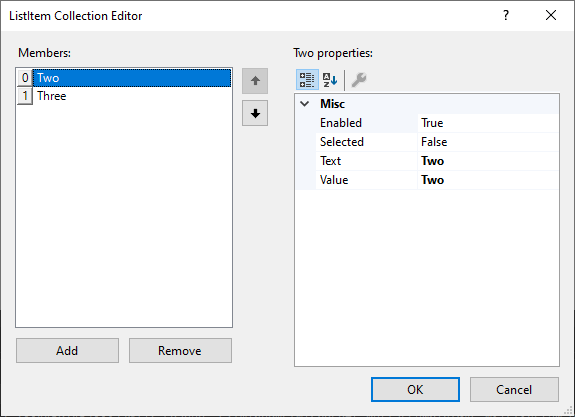 ListItem Collection Editor
?
Members:
0 Two
1 Three
Add
Remove
Two properties:
A
Z
Misc
Enabled True
Selected False
Text Two
Value Two
OK
Cancel